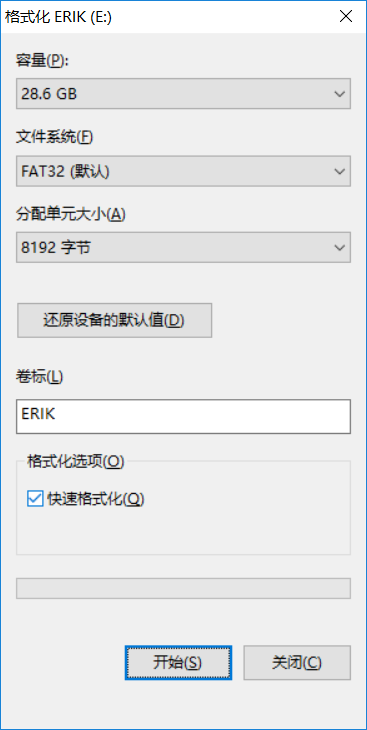 格式化 ERIK (E:)
容量(P):
28.6 GB
文件系统(F)
FAT32 (默认)
分配单元大小(A)
8192 字节
还原设备的默认值(D)
卷标(L)
ERIK
格式化选项(O)
快速格式化(Q)
开始(S)
关闭(C)